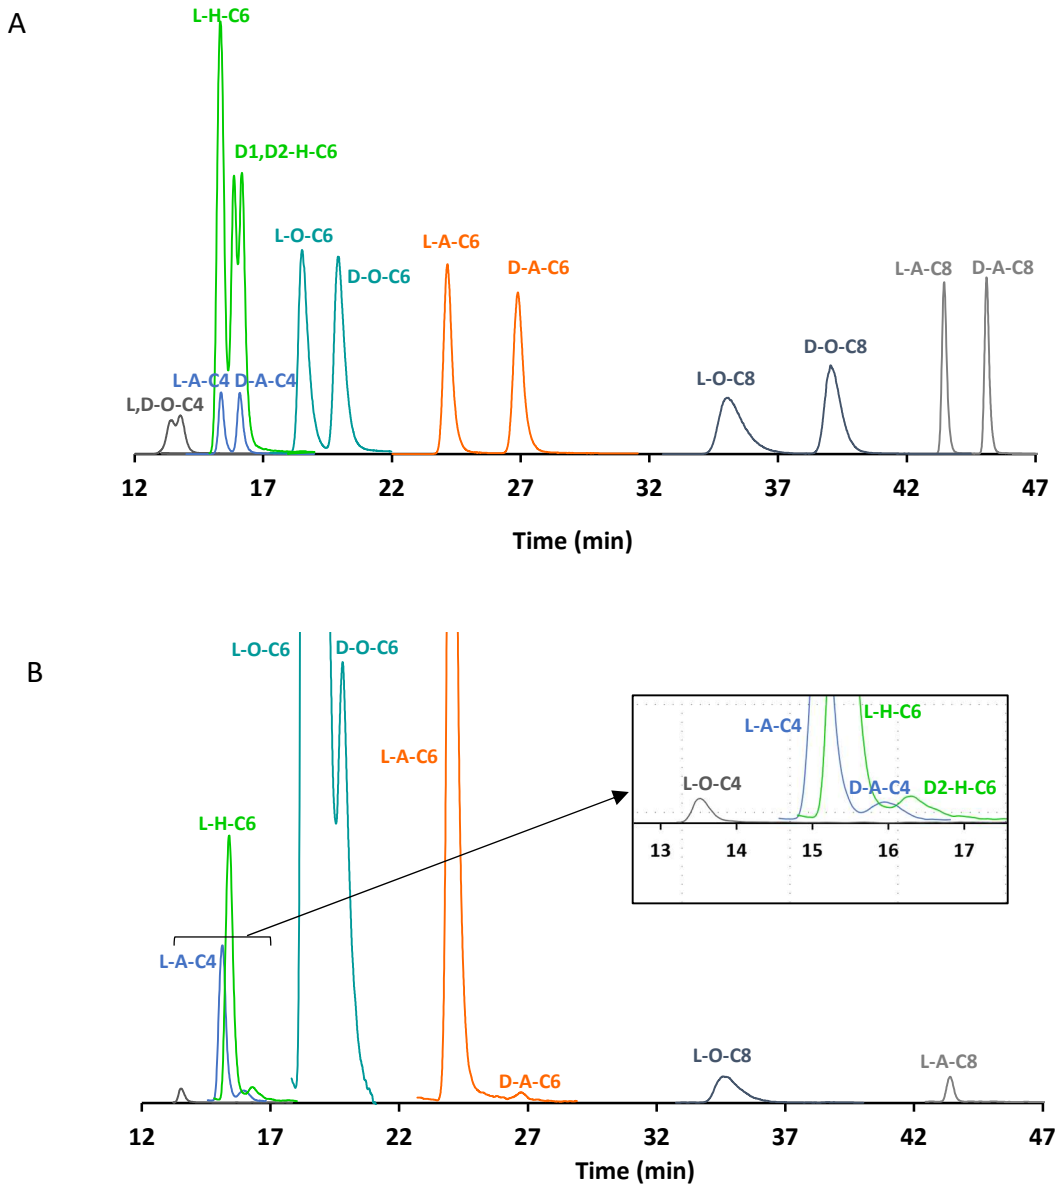 A
L-H-C6
D1,D2-H-C6
L-O-C6
D-O-C6
L-A-C6
D-A-C6
L-A-C8
D-A-C8
D-O-C8
L-O-C8
L-A-C4
D-A-C4
L,D-O-C4
12 17 22 27 32 37 42 47
Time (min)
B
L-O-C6
D-O-C6
L-A-C6
L-H-C6
L-A-C4
L-A-C4
L-H-C6
L-O-C4
D-A-C4
D2-H-C6
13 14 15 16 17
D-A-C6
L-O-C8
L-A-C8
12 17 22 27 32 37 42 47
Time (min)